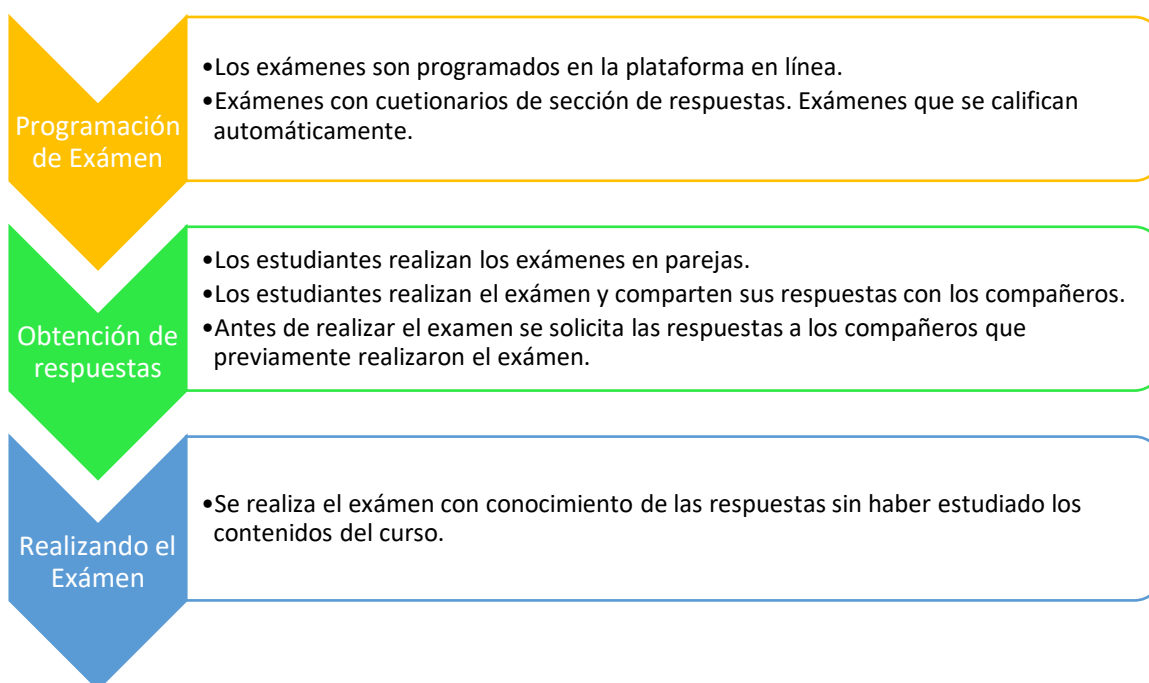 Programación
de Exámen
•Los exámenes son programados en la plataforma en línea.
•Exámenes con cuetionarios de sección de respuestas. Exámenes que se califican
automáticamente.
Obtención de
respuestas
•Los estudiantes realizan los exámenes en parejas.
•Los estudiantes realizan el exámen y comparten sus respuestas con los compañeros.
•Antes de realizar el examen se solicita las respuestas a los compañeros que
previamente realizaron el exámen.
Realizando el
Exámen
•Se realiza el exámen con conocimiento de las respuestas sin haber estudiado los
contenidos del curso.